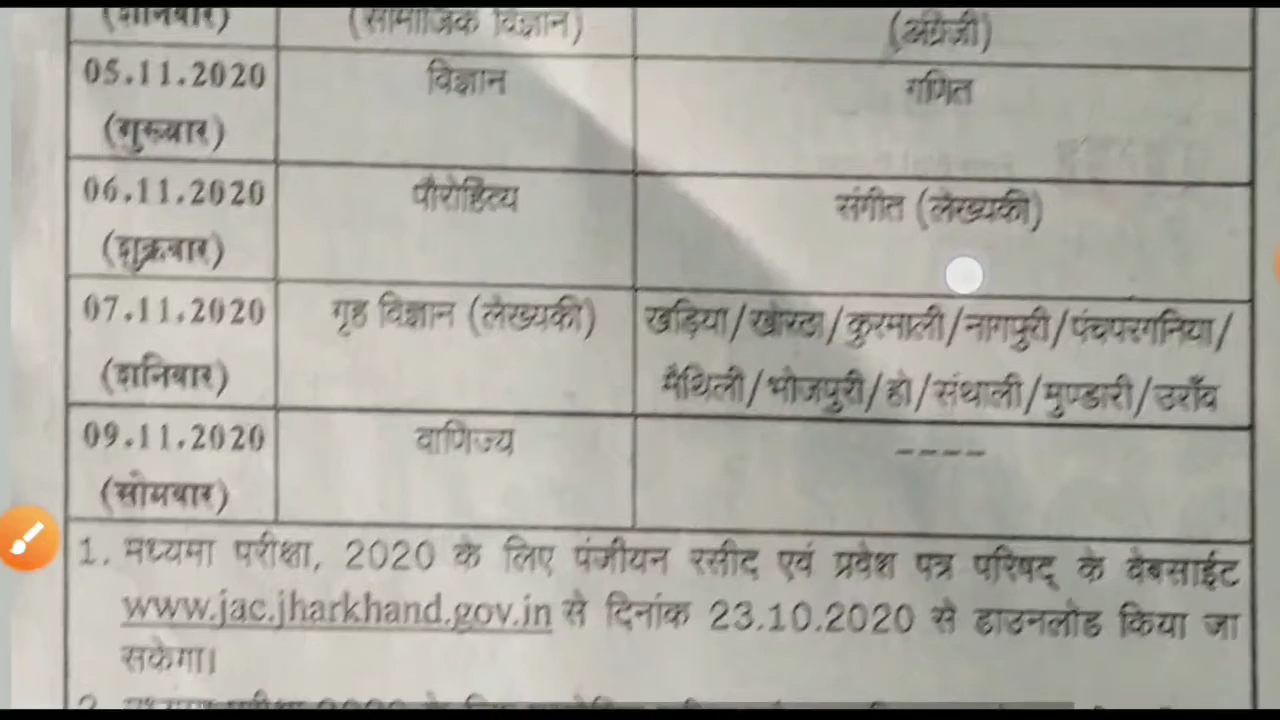 (शनिवार) (सामाजिक विज्ञान) (अंग्रेजी)
05.11.2020 विज्ञान गणित
(गुरूवार)
06.11.2020 पौरोहित्य संगीत (लेख्यकी)
(शुक्रवार)
07.11.2020 गृह विज्ञान (लेख्यकी) खड़िया/खोरठा/कुरमाली/नागपुरी/पंचपरगनिया/
(शनिवार) मैथिली/भोजपुरी/हो/संथाली/मुण्डारी/उराँव
09.11.2020 वाणिज्य ----
(सोमवार)
1. मध्यमा परीक्षा, 2020 के लिए पंजीयन रसीद एवं प्रवेश पत्र परिषद् के वेबसाईट
www.jac.jharkhand.gov.in से दिनांक 23.10.2020 से डाउनलोड किया जा
सकेगा।